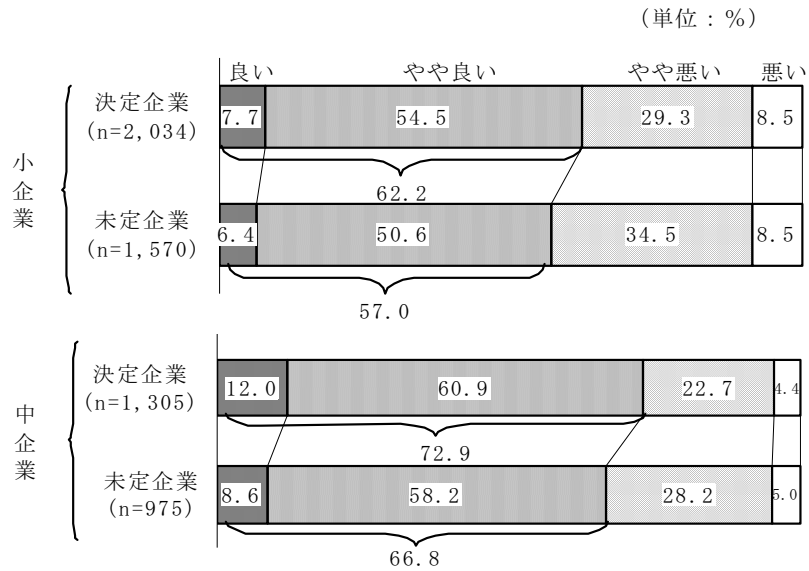 (単位：%)
良い やや良い やや悪い 悪い
小企業
決定企業
(n=2,034)
7.7 54.5 29.3 8.5
62.2
未定企業
(n=1,570)
6.4 50.6 34.5 8.5
57.0
中企業
決定企業
(n=1,305)
12.0 60.9 22.7 4.4
72.9
未定企業
(n=975)
8.6 58.2 28.2 5.0
66.8